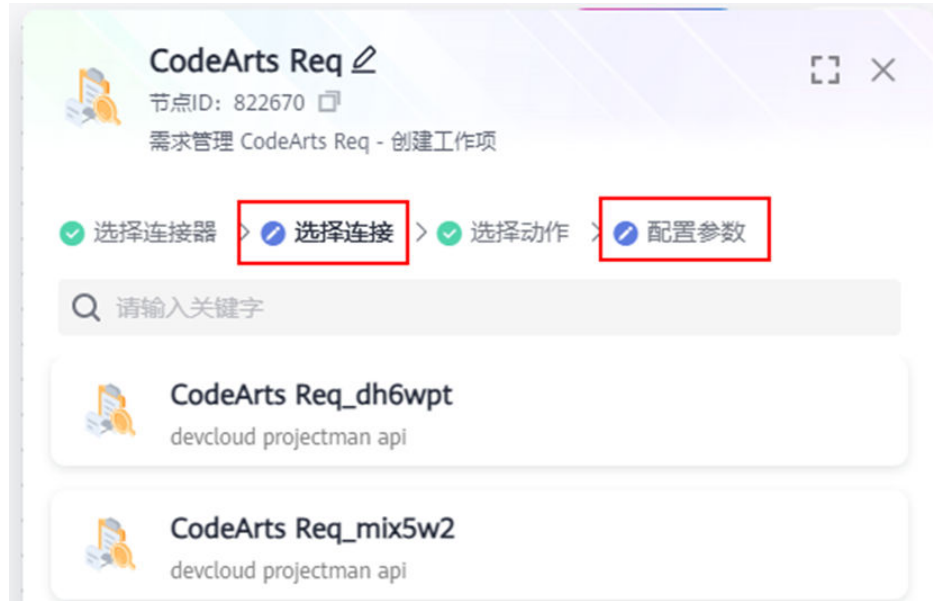 CodeArts Req
节点ID: 822670
需求管理 CodeArts Req - 创建工作项
选择连接器 > 选择连接 > 选择动作 > 配置参数
请输入关键字
CodeArts Req_dh6wpt
devcloud projectman api
CodeArts Req_mix5w2
devcloud projectman api